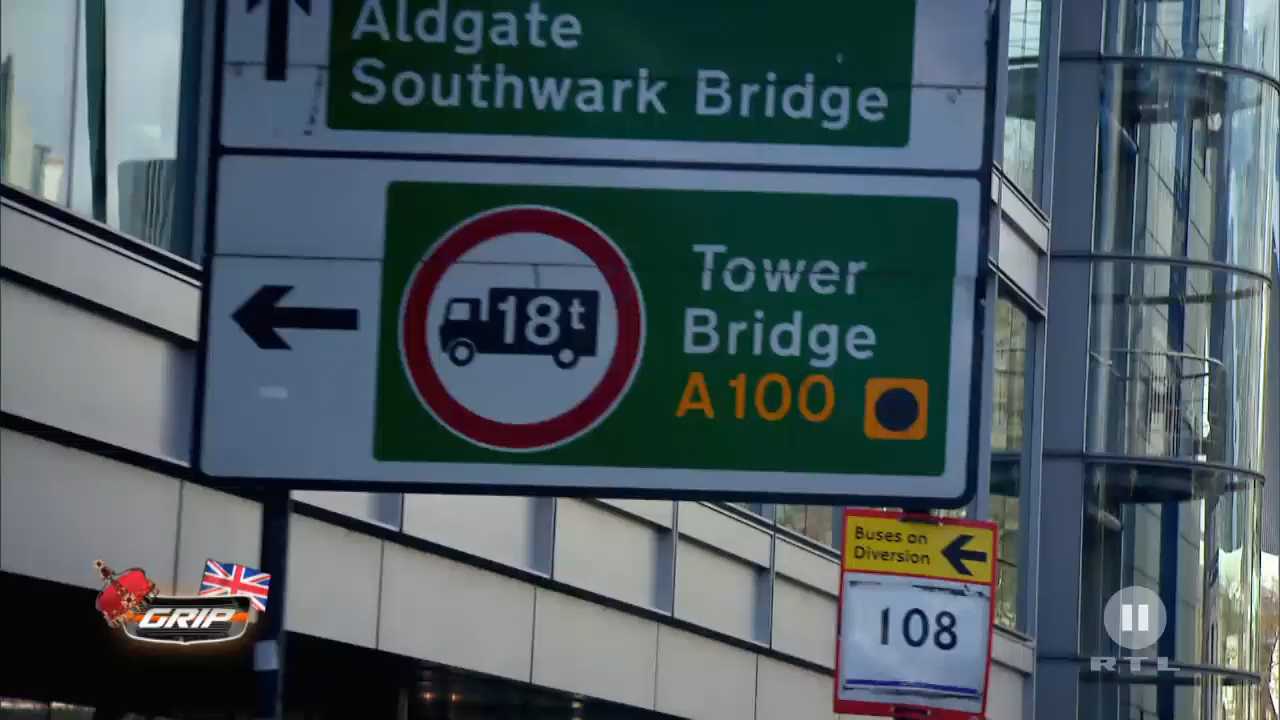 Aldgate
Southwark Bridge
18t
Tower
Bridge
A100
Buses on
Diversion
108
GRIP
RTL